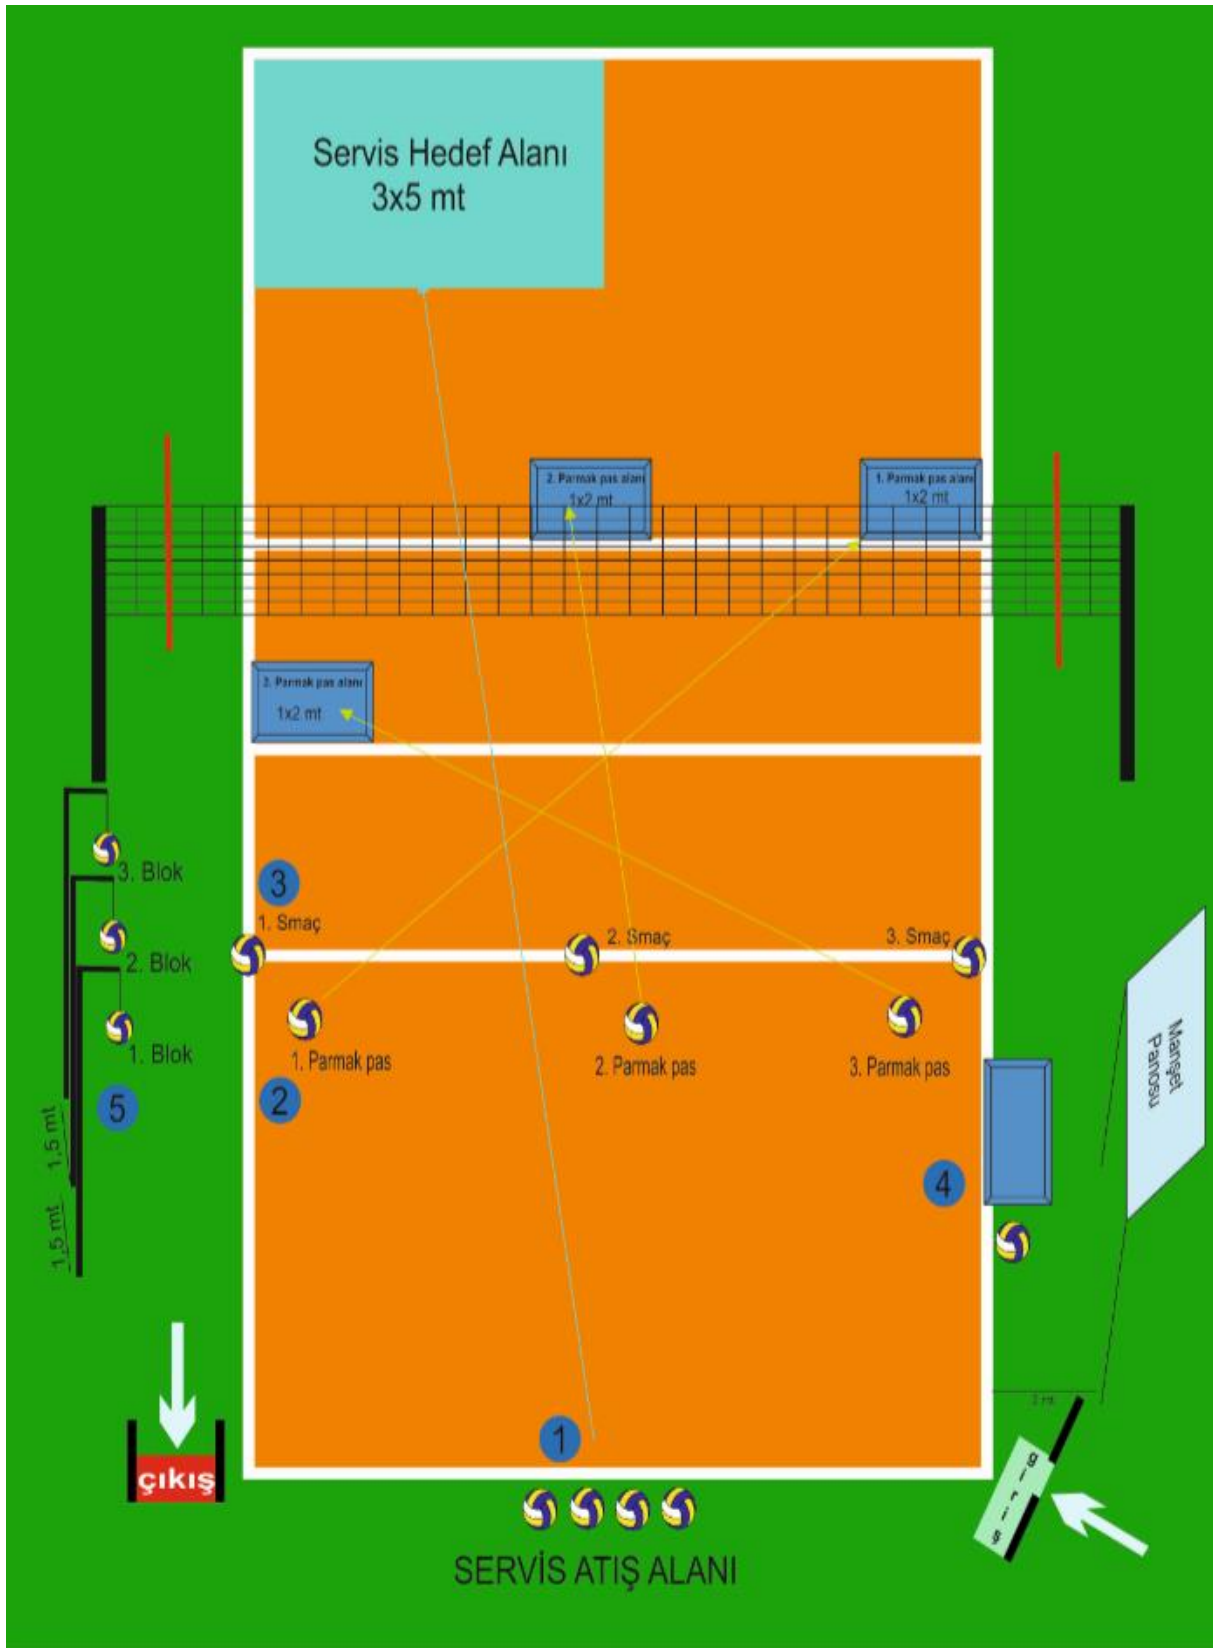 Servis Hedef Alanı
3x5 mt
2. Parmak pas alanı
1x2 mt
1. Parmak pas alanı
1x2 mt
3. Parmak pas alanı
1x2 mt
3. Blok
3
1. Smaç
2. Smaç
3. Smaç
2. Blok
1. Blok
1. Parmak pas
2. Parmak pas
3. Parmak pas
Manşet
Panosu
5
2
1,5 mt
4
1,5 mt
1
çıkış
giriş
SERVİS ATIŞ ALANI